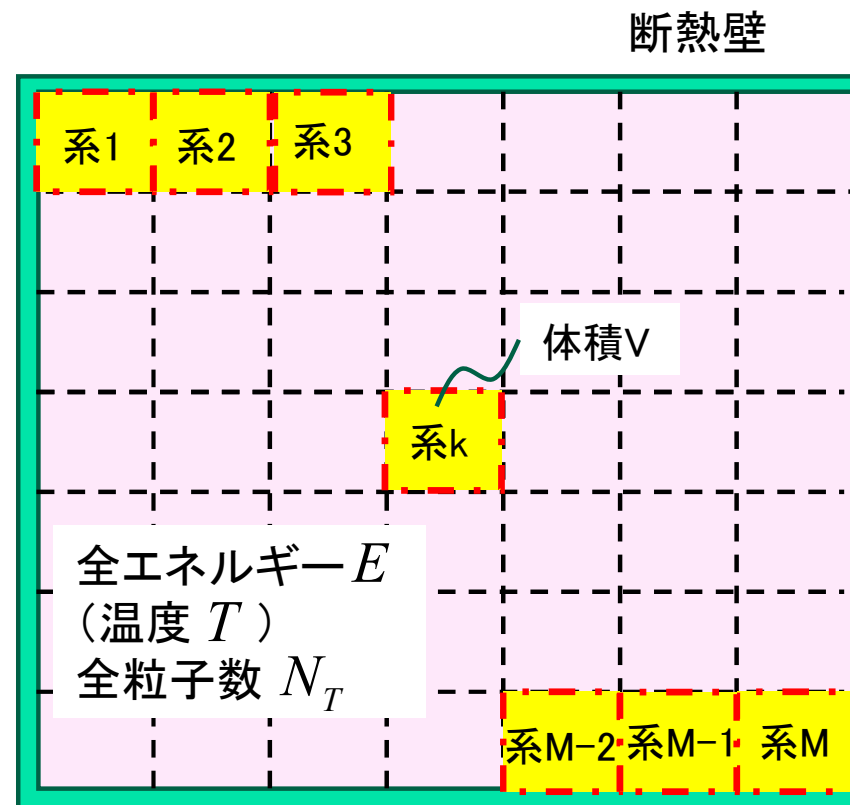 断熱壁
系1 系2 系3
体積V
系k
全エネルギーE
(温度 T )
全粒子数 N_T
系M-2 系M-1 系M